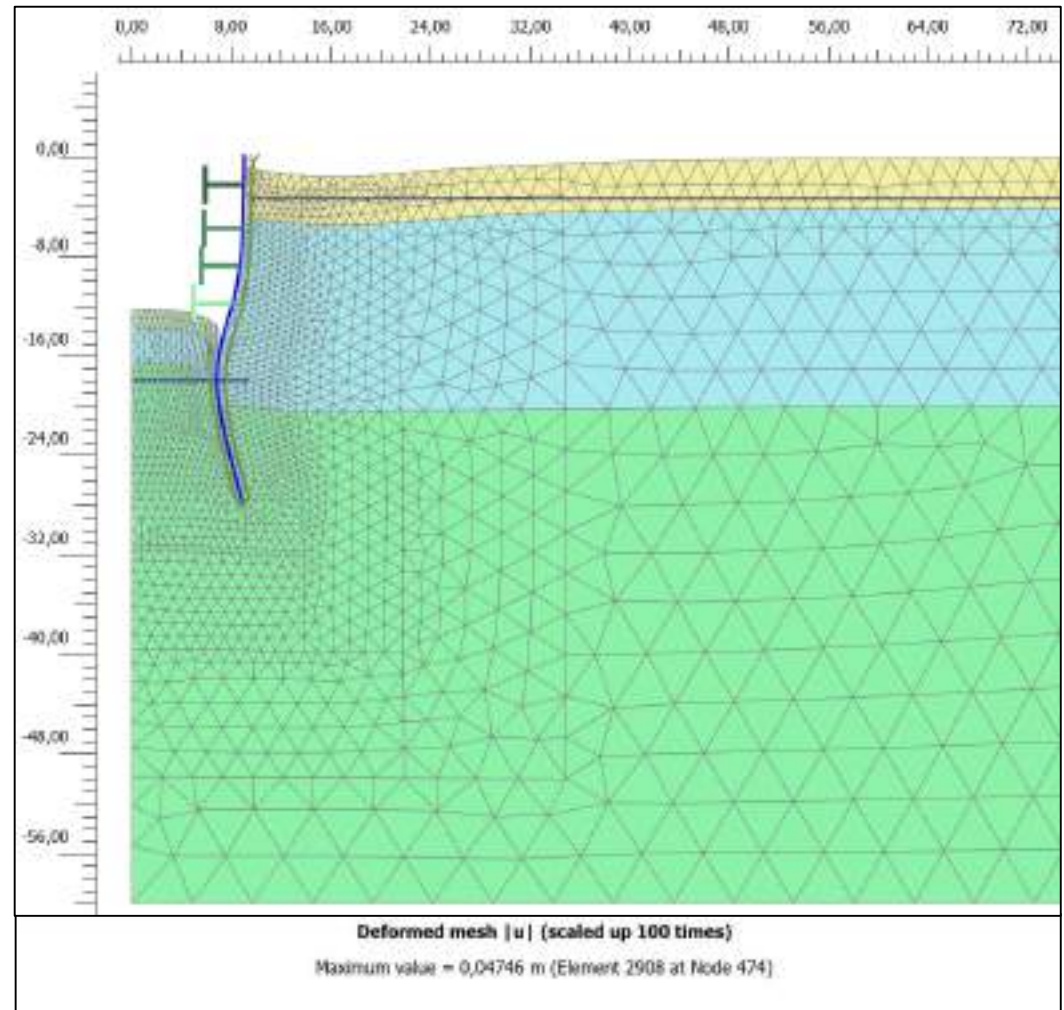 0,00 8,00 16,00 24,00 32,00 40,00 48,00 56,00 64,00 72,00
0,00
-8,00
-16,00
-24,00
-32,00
-40,00
-48,00
-56,00
Deformed mesh |u| (scaled up 100 times)
Maximum value = 0,04746 m (Element 2908 at Node 474)